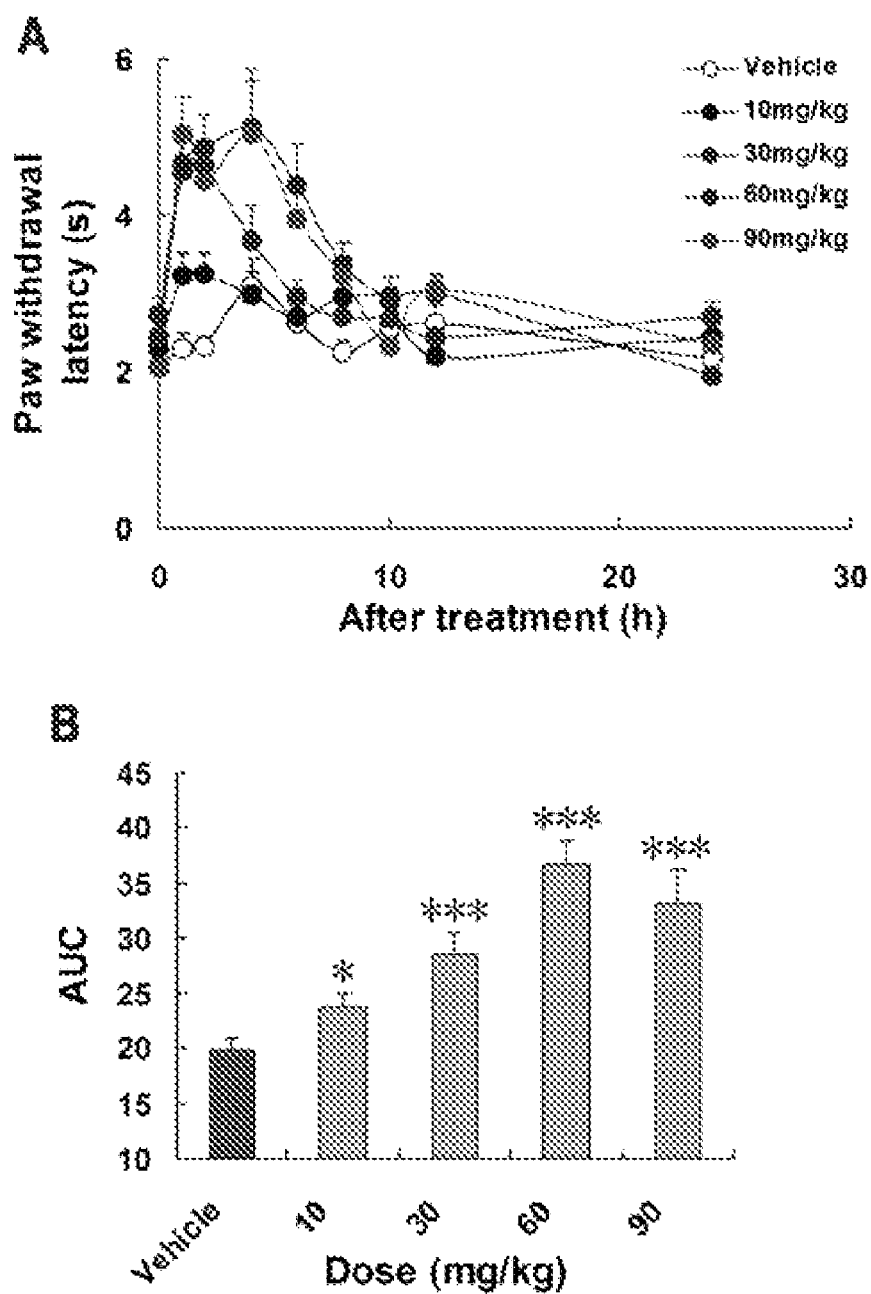 A
6
4
2
0
Paw withdrawal
latency (s)
Vehicle
10mg/kg
30mg/kg
60mg/kg
90mg/kg
0 10 20 30
After treatment (h)
B
45
40
35
30
25
20
15
10
AUC
*
***
***
***
Vehicle 10 30 60 90
Dose (mg/kg)